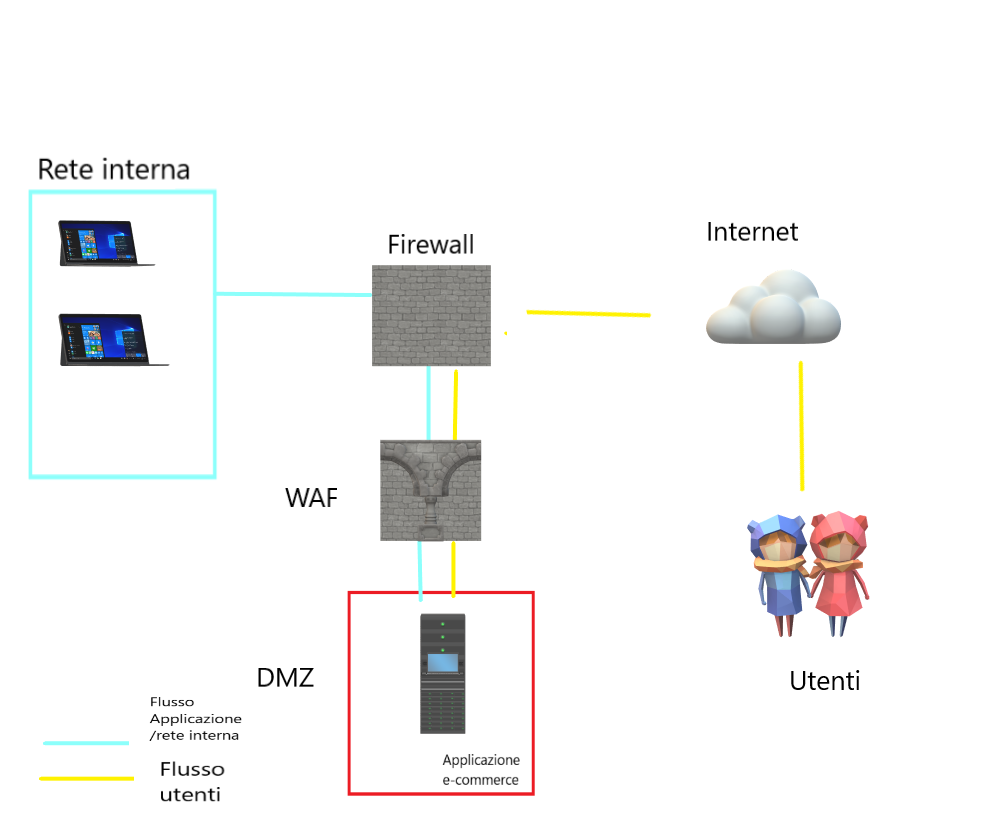 Rete interna
Internet
Firewall
WAF
DMZ
Utenti
Flusso
Applicazione
/rete interna
Applicazione
e-commerce
Flusso
utenti